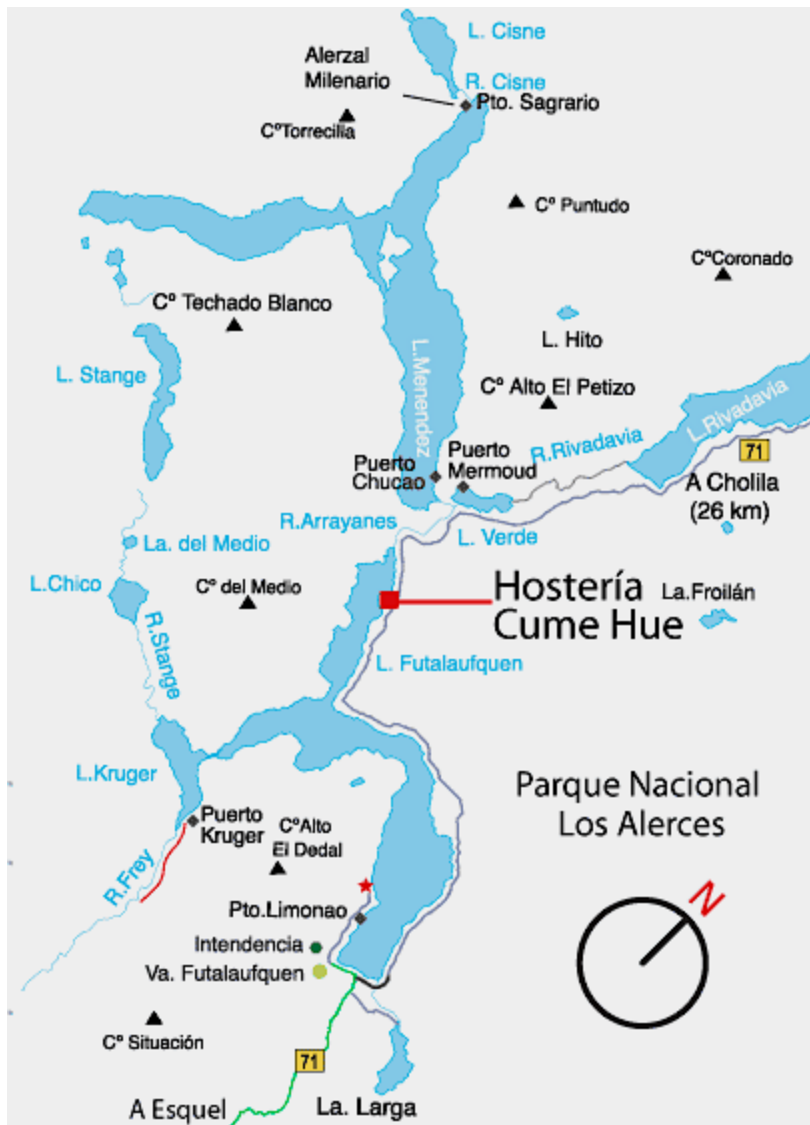 L. Cisne
Alerzal
Milenario
R. Cisne
Pto. Sagrario
CºTorrecilla
Cº Puntudo
CºCoronado
Cº Techado Blanco
L. Hito
L. Stange
L.Menendez
Cº Alto El Petizo
L.Rivadavia
R.Rivadavia
71
Puerto
Chucao
Puerto
Mermoud
A Cholila
(26 km)
R.Arrayanes
L. Verde
La. del Medio
L.Chico
Cº del Medio
Hostería
Cume Hue
La.Froilán
R.Stange
L. Futalaufquen
L.Kruger
Parque Nacional
Los Alerces
Puerto
Kruger
CºAlto
El Dedal
R.Frey
N
Pto.Limonao
Intendencia
Va. Futalaufquen
Cº Situación
71
A Esquel
La. Larga